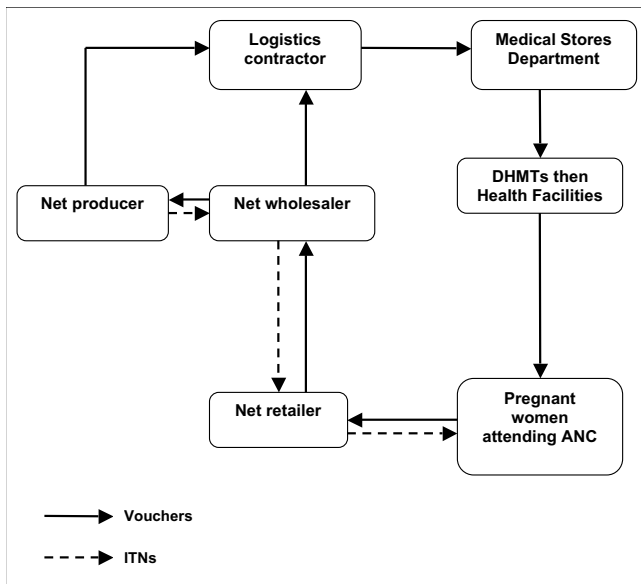 Logistics
contractor
Medical Stores
Department
DHMTs then
Health Facilities
Net producer
Net wholesaler
Net retailer
Pregnant
women
attending ANC
Vouchers
ITNs